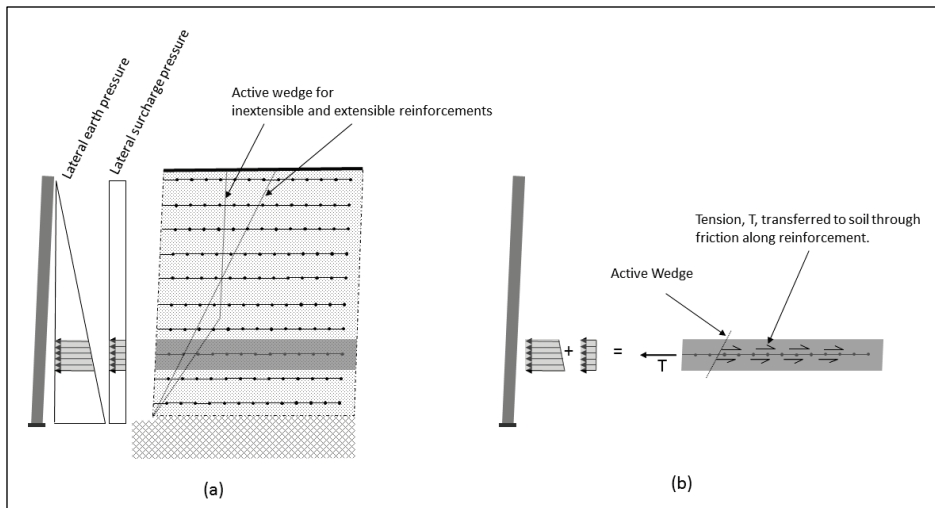 Lateral earth pressure
Lateral surcharge pressure
Active wedge for
inextensible and extensible reinforcements
(a)
Tension, T, transferred to soil through
friction along reinforcement.
Active Wedge
+
=
T
(b)